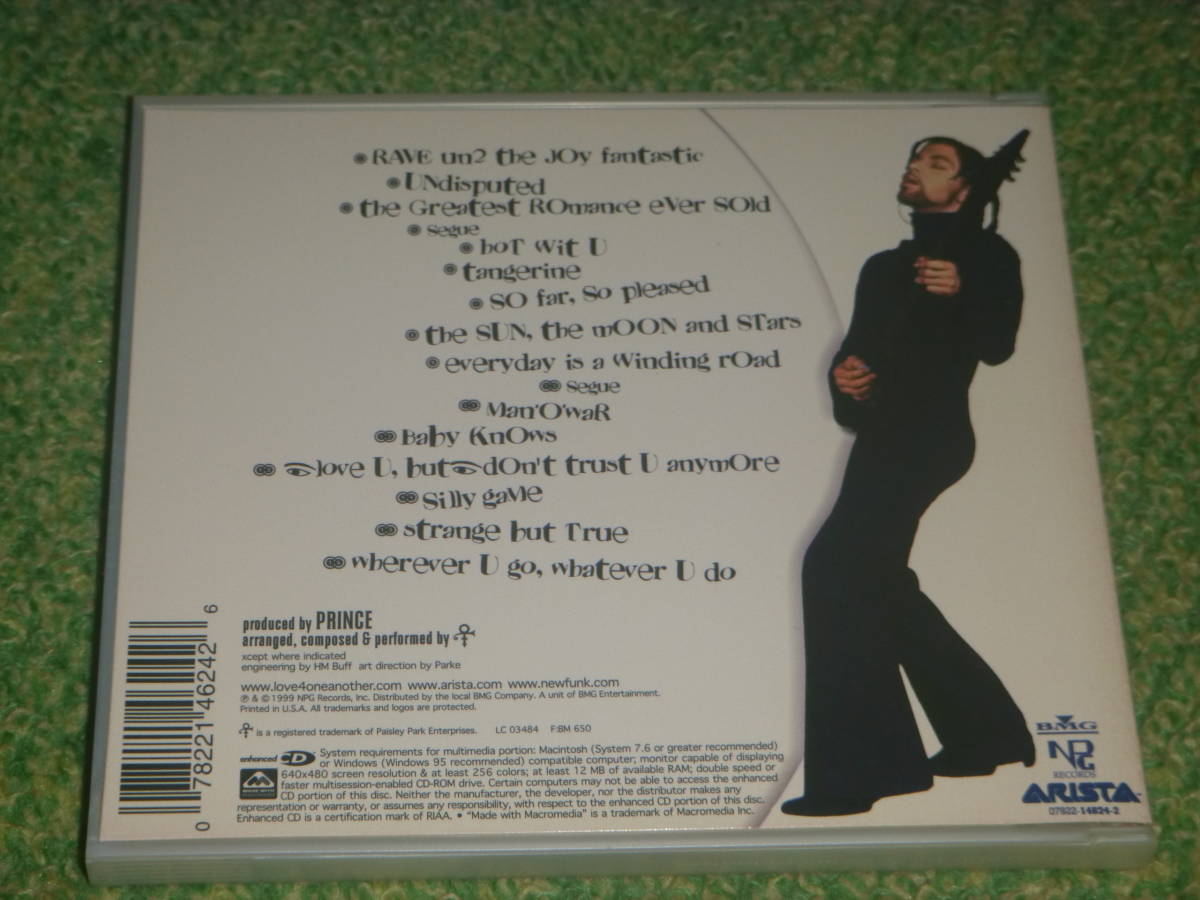 RAVE un2 the JOy fantastic
UNdisputed
the Greatest ROmance eVer SOld
Segue
hoT Wit U
tangerine
SO far, So pleased
the SUN, the mOON and STars
everyday is a Winding rOad
Segue
Man'O'waR
Baby KnOws
love U, but dOn't trust U anymOre
Silly gaMe
strange but True
wherever U go, whatever U do
produced by PRINCE
arranged, composed & performed by
xcept where indicated
engineering by HM Buff art direction by Parke
www.love4oneanother.com www.arista.com www.newfunk.com
℗ & © 1999 NPG Records, Inc. Distributed by the local BMG Company. A unit of BMG Entertainment.
Printed in U.S.A. All trademarks and logos are protected.
is a registered trademark of Paisley Park Enterprises. LC 03484 F:BM 650
enhanced CD System requirements for multimedia portion: Macintosh (System 7.6 or greater recommended)
or Windows (Windows 95 recommended) compatible computer; monitor capable of displaying
640x480 screen resolution & at least 256 colors; at least 12 MB of available RAM; double speed or
faster multisession-enabled CD-ROM drive. Certain computers may not be able to access the enhanced
CD portion of this disc. Neither the manufacturer, the developer, nor the distributor makes any
representation or warranty, or assumes any responsibility, with respect to the enhanced CD portion of this disc.
Enhanced CD is a certification mark of RIAA. • "Made with Macromedia" is a trademark of Macromedia Inc.
0 78221 46242 6
BMG
NPG
RECORDS
ARISTA
07822-14624-2